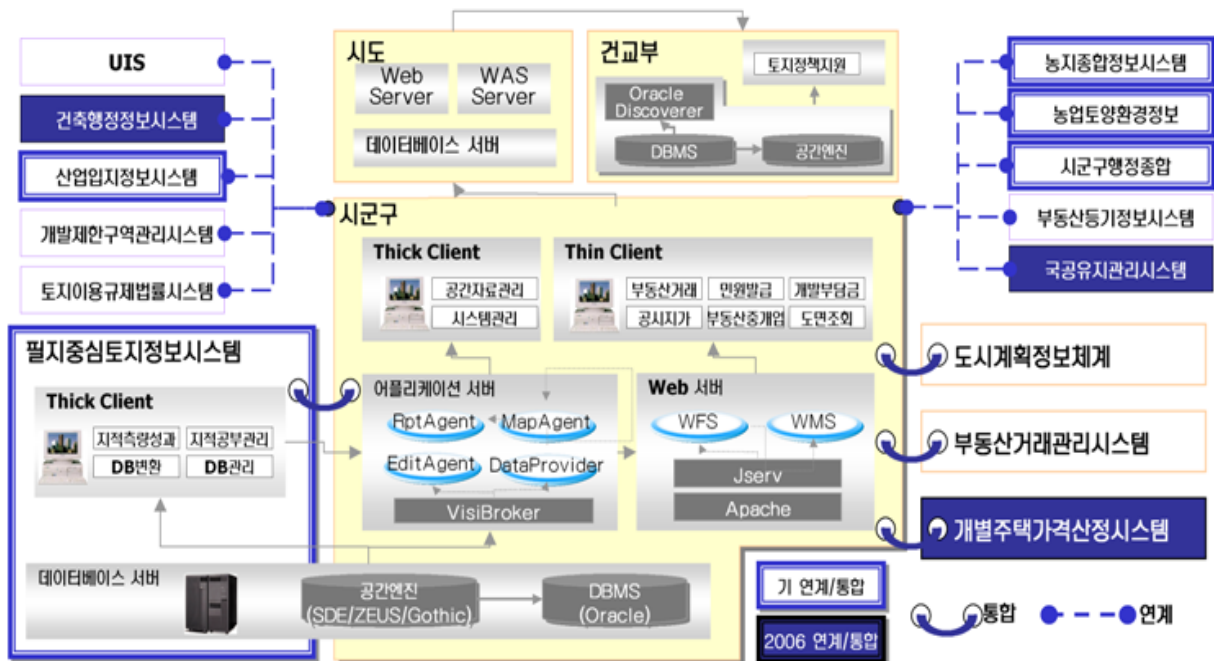 UIS
건축행정정보시스템
산업입지정보시스템
개발제한구역관리시스템
토지이용규제법률시스템
시도
Web Server
WAS Server
데이터베이스 서버
건교부
토지정책지원
Oracle Discoverer
DBMS
공간엔진
농지종합정보시스템
농업토양환경정보
시군구행정종합
부동산등기정보시스템
국공유지관리시스템
시군구
Thick Client
공간자료관리
시스템관리
Thin Client
부동산거래
민원발급
개발부담금
공시지가
부동산중개업
도면조회
필지중심토지정보시스템
Thick Client
지적측량성과
지적공부관리
DB변환
DB관리
어플리케이션 서버
RptAgent
MapAgent
EditAgent
DataProvider
VisiBroker
Web 서버
WFS
WMS
Jserv
Apache
도시계획정보체계
부동산거래관리시스템
개별주택가격산정시스템
데이터베이스 서버
공간엔진
(SDE/ZEUS/Gothic)
DBMS
(Oracle)
기 연계/통합
2006 연계/통합
통합
연계